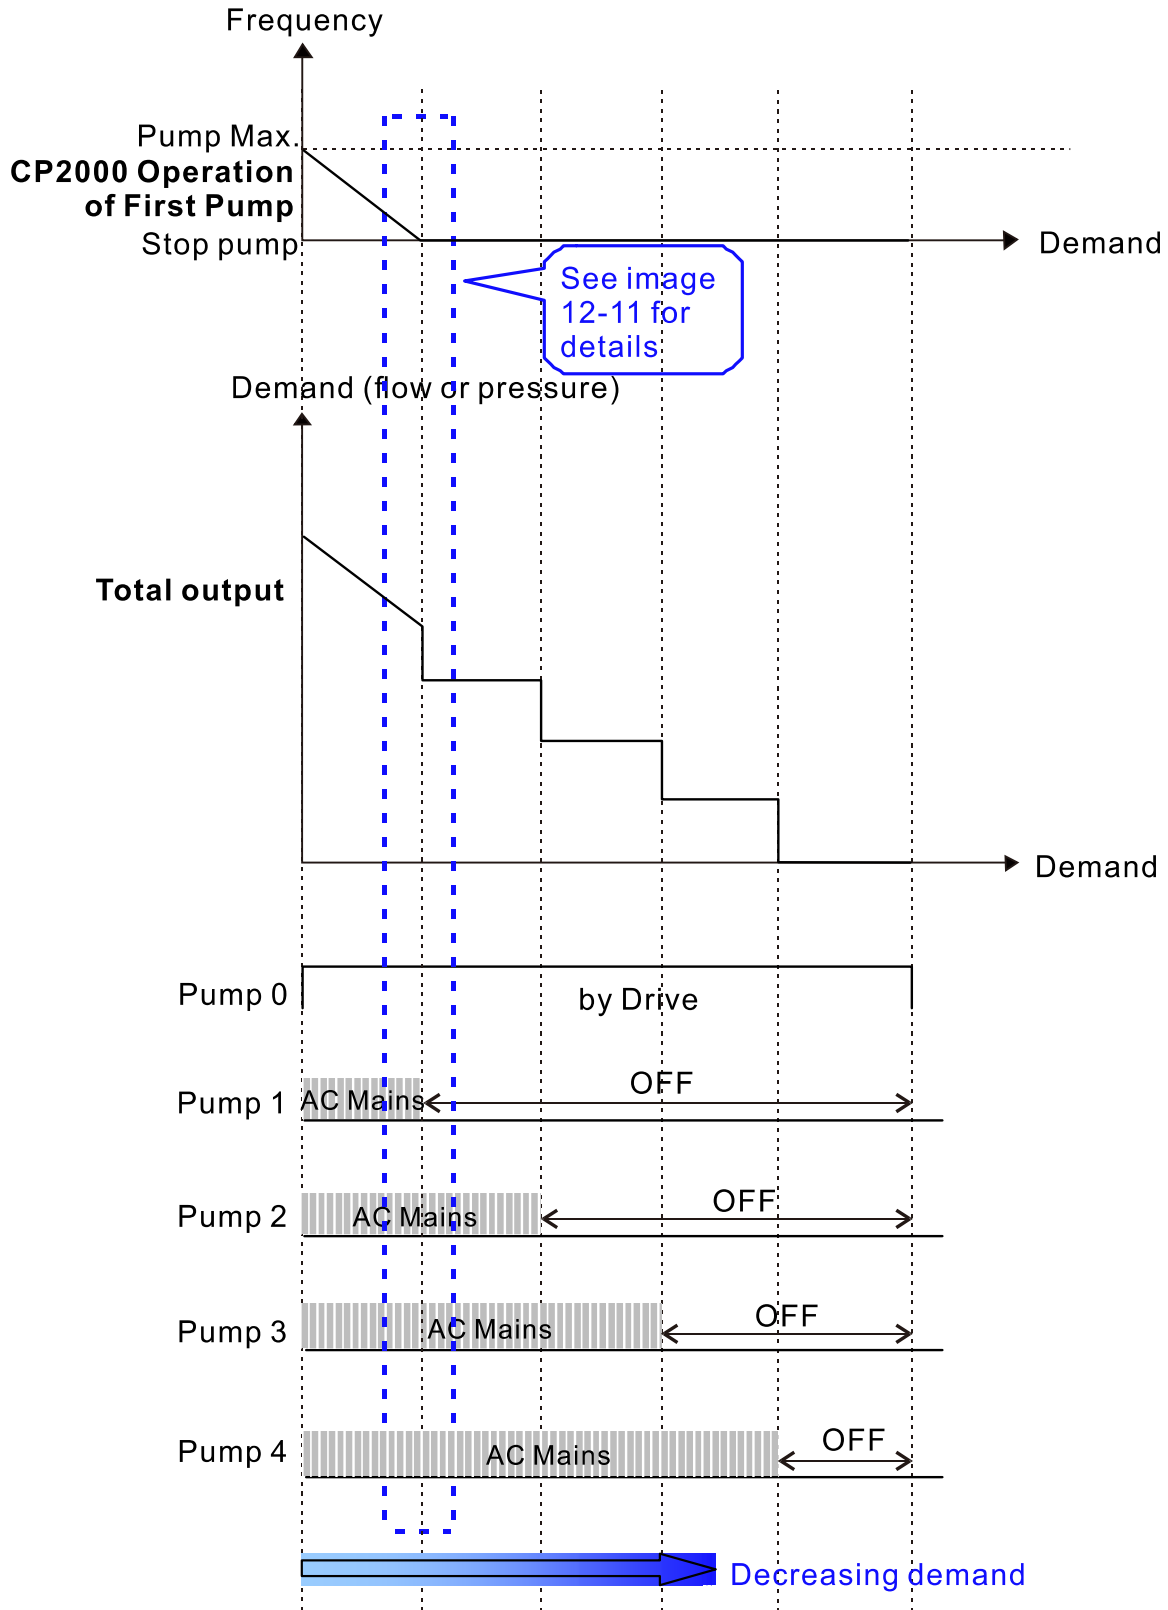 Frequency
Pump Max.
CP2000 Operation
of First Pump
Stop pump
Demand
See image
12-11 for
details
Demand (flow or pressure)
Total output
Demand
Pump 0
by Drive
Pump 1
AC Mains
OFF
Pump 2
AC Mains
OFF
Pump 3
AC Mains
OFF
Pump 4
AC Mains
OFF
Decreasing demand